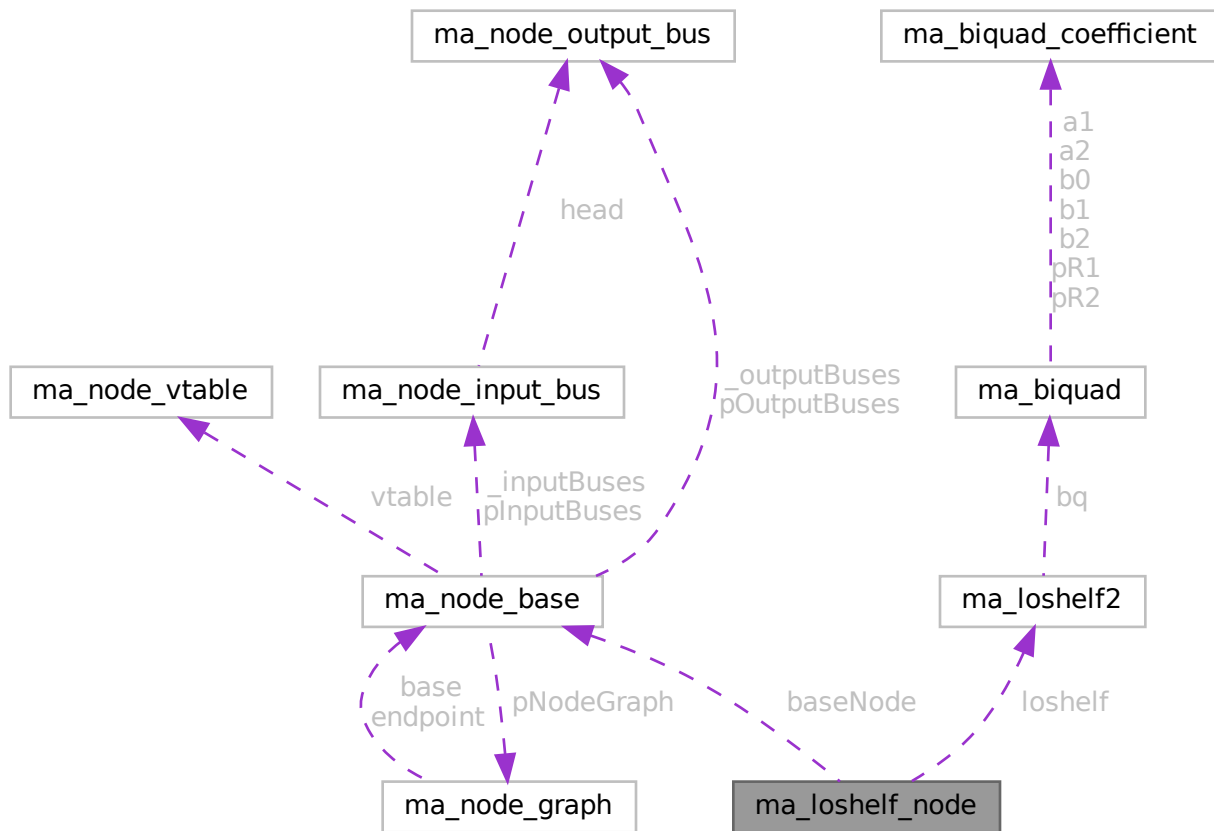 ma_node_output_bus
ma_biquad_coefficient
a1
a2
b0
b1
b2
pR1
pR2
head
ma_node_vtable
ma_node_input_bus
_outputBuses
pOutputBuses
ma_biquad
vtable
_inputBuses
pInputBuses
bq
ma_node_base
ma_loshelf2
base
endpoint
pNodeGraph
baseNode
loshelf
ma_node_graph
ma_loshelf_node